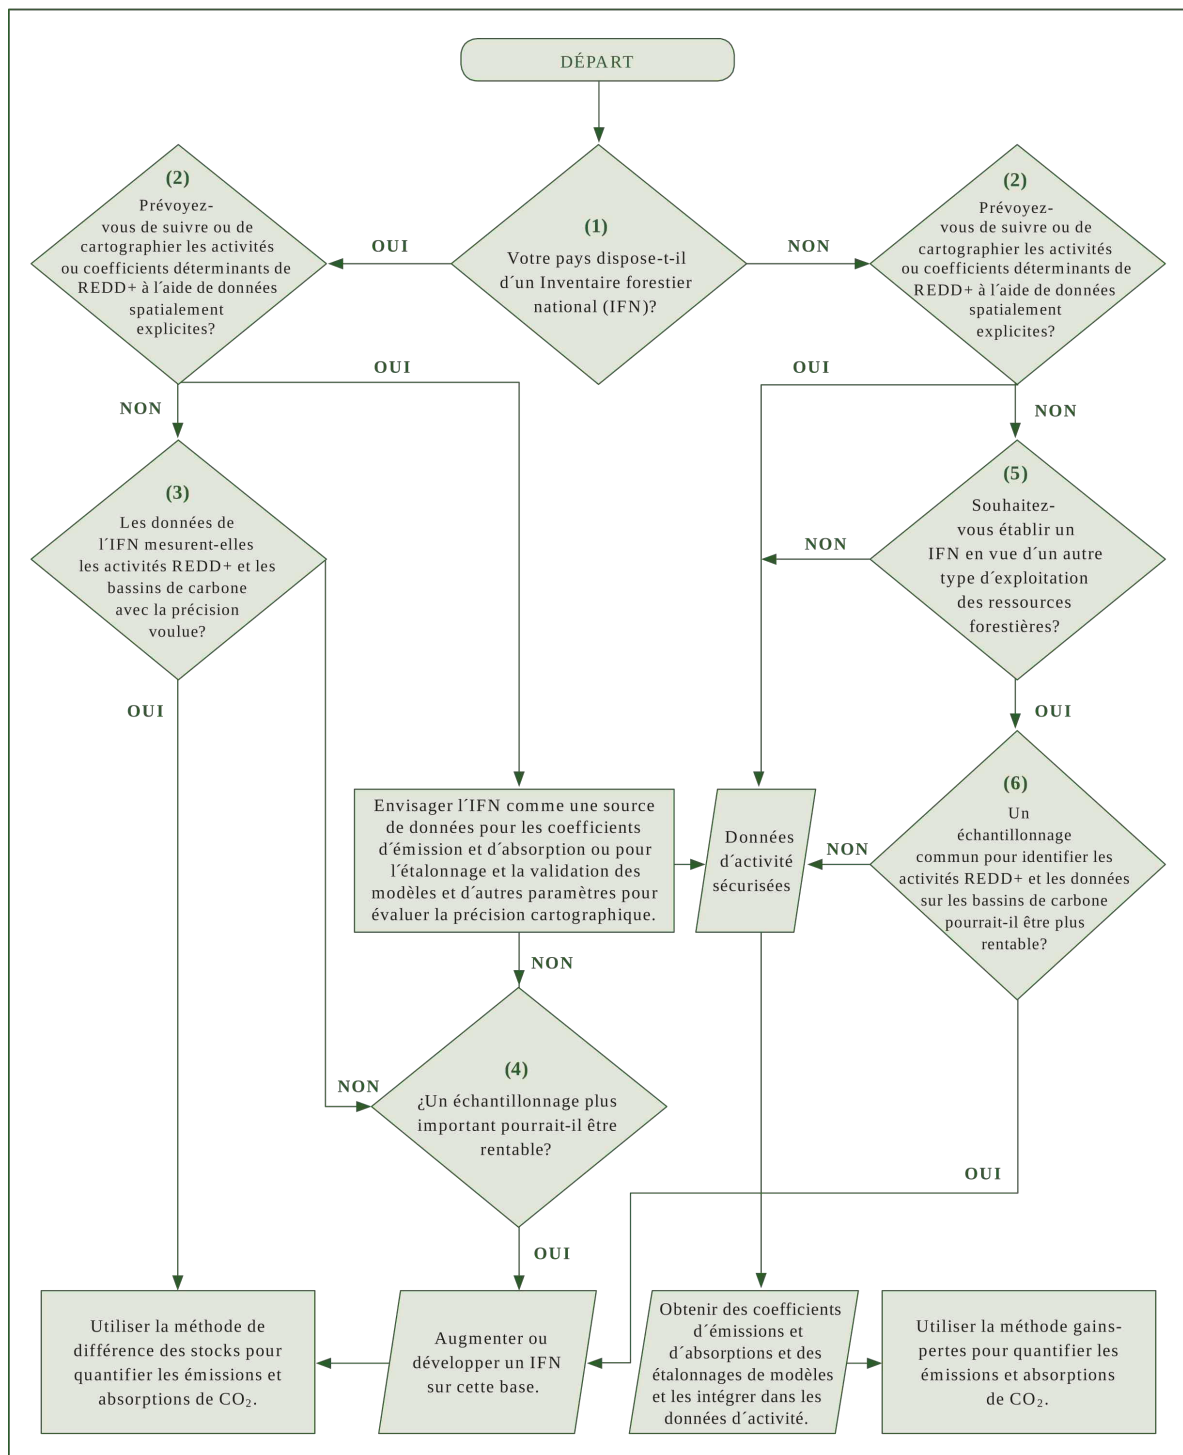 DÉPART
(1)
Votre pays dispose-t-il
d´un Inventaire forestier
national (IFN)?
OUI
NON
(2)
Prévoyez-
vous de suivre ou de
cartographier les activités
ou coefficients déterminants de
REDD+ à l´aide de données
spatialement
explicites?
OUI
NON
(2)
Prévoyez-
vous de suivre ou de
cartographier les activités
ou coefficients déterminants de
REDD+ à l´aide de données
spatialement
explicites?
OUI
NON
(3)
Les données de
l´IFN mesurent-elles
les activités REDD+ et les
bassins de carbone
avec la précision
voulue?
OUI
NON
(5)
Souhaitez-
vous établir un
IFN en vue d´un autre
type d´exploitation
des ressources
forestières?
NON
OUI
Envisager l´IFN comme une source
de données pour les coefficients
d´émission et d´absorption ou pour
l´étalonnage et la validation des
modèles et d´autres paramètres pour
évaluer la précision cartographique.
NON
Données
d´activité
sécurisées
(6)
Un
échantillonnage
commun pour identifier les
activités REDD+ et les données
sur les bassins de carbone
pourrait-il être plus
rentable?
NON
OUI
(4)
¿Un échantillonnage plus
important pourrait-il être
rentable?
OUI
Utiliser la méthode de
différence des stocks pour
quantifier les émissions et
absorptions de CO₂.
Augmenter ou
développer un IFN
sur cette base.
Obtenir des coefficients
d´émissions et
d´absorptions et des
étalonnages de modèles
et les intégrer dans les
données d´activité.
Utiliser la méthode gains-
pertes pour quantifier les
émissions et absorptions
de CO₂.